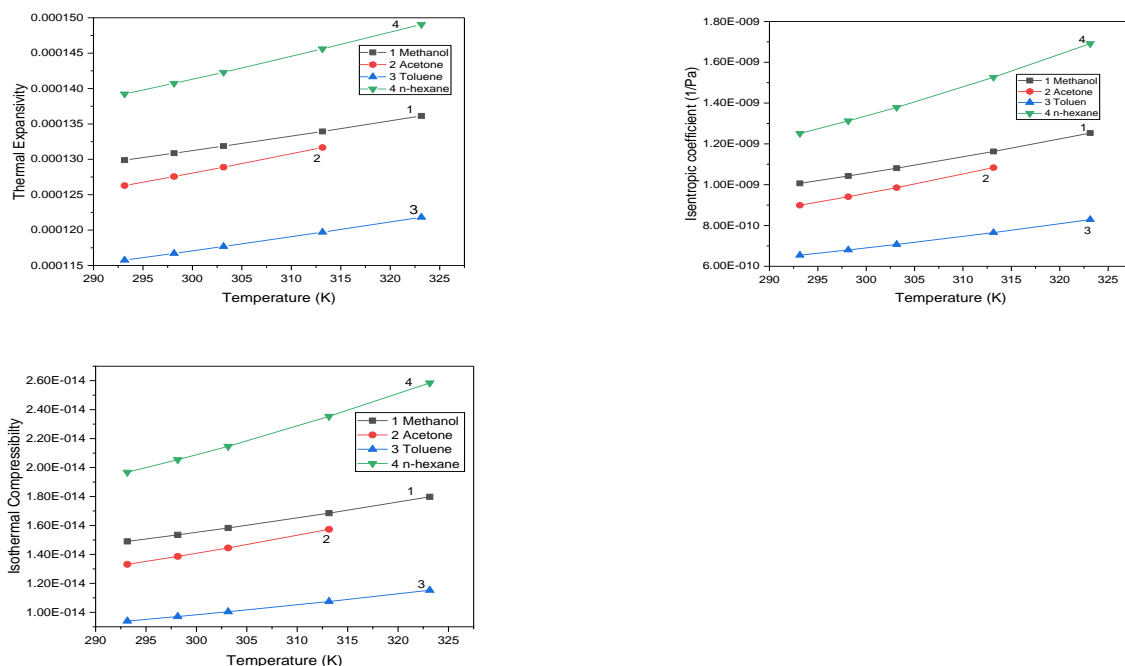 0.000150
0.000145
0.000140
0.000135
0.000130
0.000125
0.000120
0.000115
Thermal Expansivity
290 295 300 305 310 315 320 325
Temperature (K)
1 Methanol
2 Acetone
3 Toluene
4 n-hexane
4
1
2
3
1.80E-009
1.60E-009
1.40E-009
1.20E-009
1.00E-009
8.00E-010
6.00E-010
Isentropic coefficient (1/Pa)
290 295 300 305 310 315 320 325
Temperature (K)
1 Methanol
2 Acetone
3 Toluen
4 n-hexane
4
1
2
3
2.60E-014
2.40E-014
2.20E-014
2.00E-014
1.80E-014
1.60E-014
1.40E-014
1.20E-014
1.00E-014
Isothermal Compressibilty
290 295 300 305 310 315 320 325
Temperature (K)
1 Methanol
2 Acetone
3 Toluene
4 n-hexane
4
1
2
3